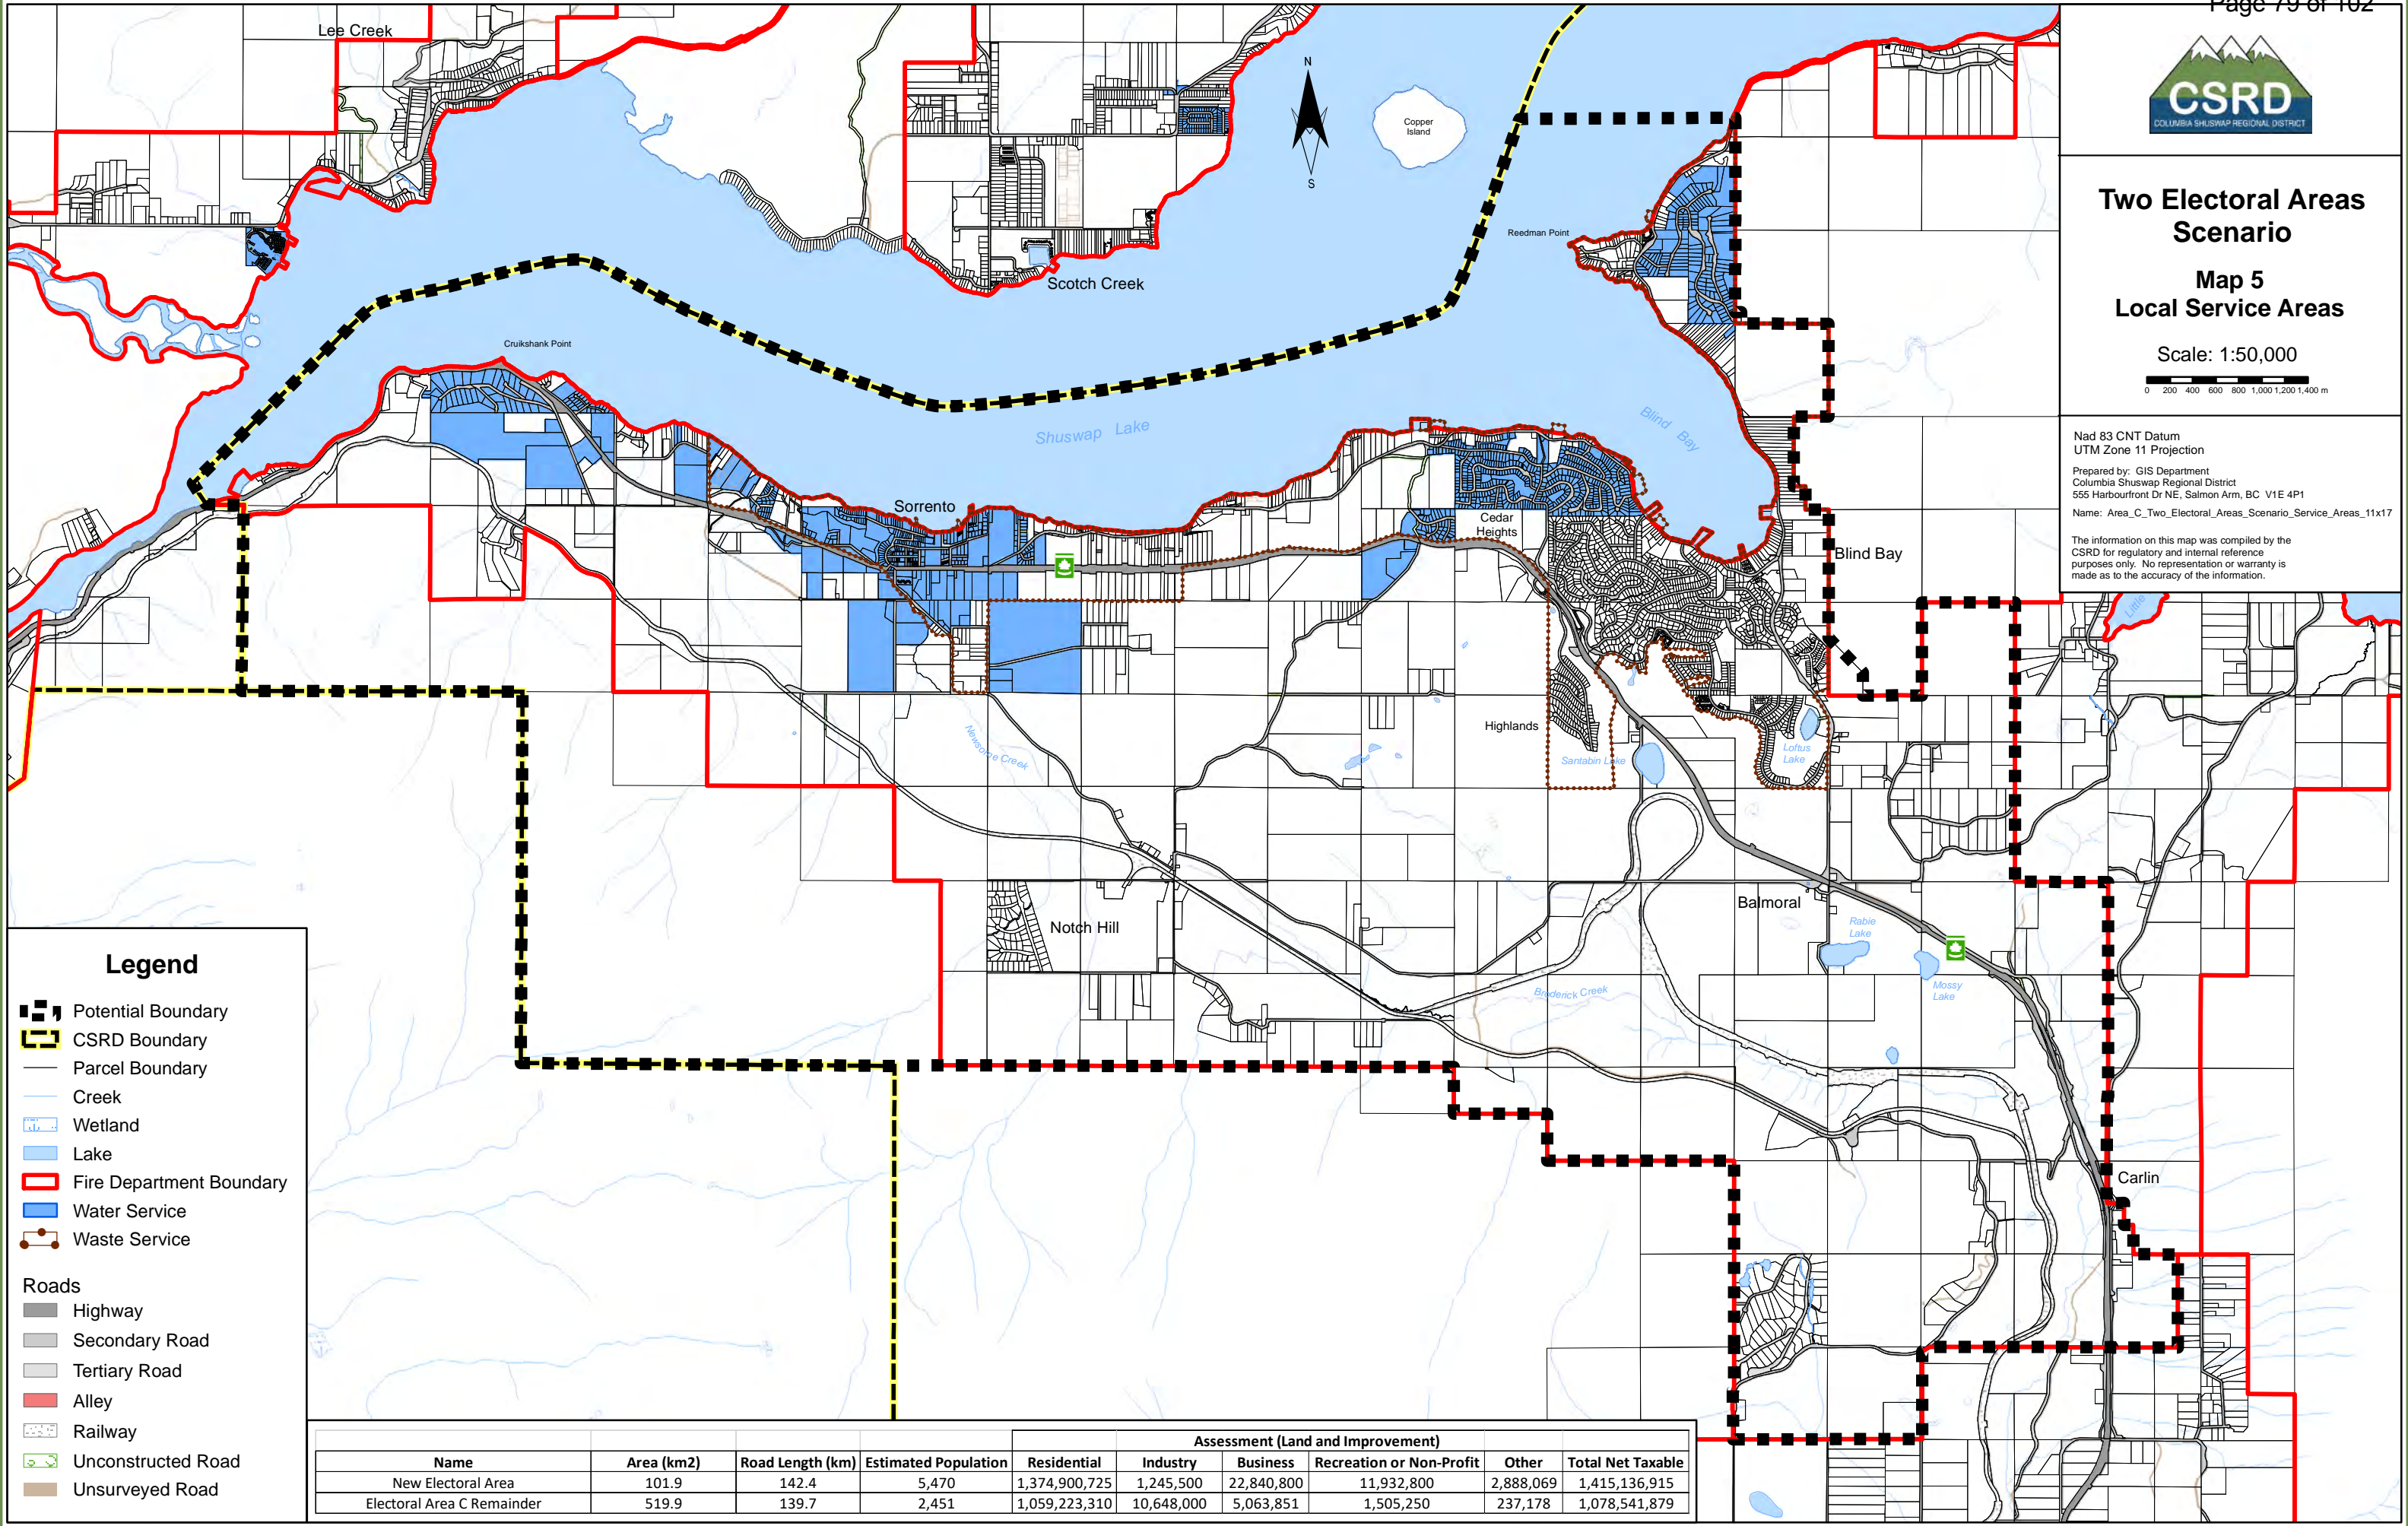 Page 79 of 102
CSRD
COLUMBIA SHUSWAP REGIONAL DISTRICT
Two Electoral Areas
Scenario
Map 5
Local Service Areas
Scale: 1:50,000
0 200 400 600 800 1,000 1,200 1,400 m
Nad 83 CNT Datum
UTM Zone 11 Projection
Prepared by: GIS Department
Columbia Shuswap Regional District
555 Harbourfront Dr NE, Salmon Arm, BC V1E 4P1
Name: Area_C_Two_Electoral_Areas_Scenario_Service_Areas_11x17
The information on this map was compiled by the
CSRD for regulatory and internal reference
purposes only. No representation or warranty is
made as to the accuracy of the information.
Lee Creek
N
S
Copper
Island
Reedman Point
Scotch Creek
Cruikshank Point
Shuswap Lake
Blind Bay
Sorrento
Cedar
Heights
Blind Bay
Little
Highlands
Newsome Creek
Santabin Lake
Loftus
Lake
Balmoral
Rabie
Lake
Notch Hill
Mossy
Lake
Broderick Creek
Carlin
Legend
Potential Boundary
CSRD Boundary
Parcel Boundary
Creek
Wetland
Lake
Fire Department Boundary
Water Service
Waste Service
Roads
Highway
Secondary Road
Tertiary Road
Alley
Railway
Unconstructed Road
Unsurveyed Road
Assessment (Land and Improvement)
Name Area (km2) Road Length (km) Estimated Population Residential Industry Business Recreation or Non-Profit Other Total Net Taxable
New Electoral Area 101.9 142.4 5,470 1,374,900,725 1,245,500 22,840,800 11,932,800 2,888,069 1,415,136,915
Electoral Area C Remainder 519.9 139.7 2,451 1,059,223,310 10,648,000 5,063,851 1,505,250 237,178 1,078,541,879